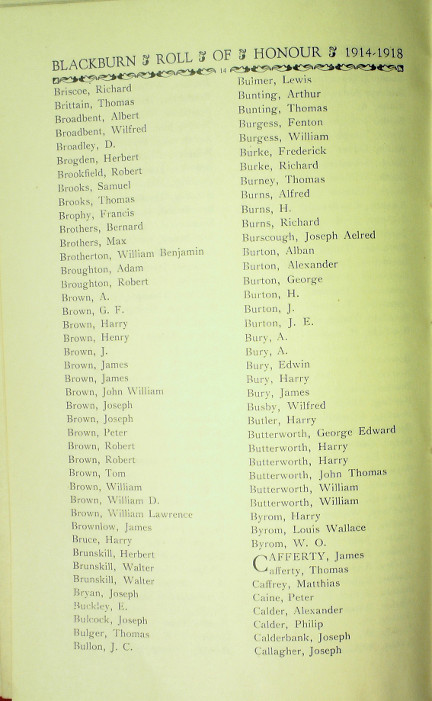 BLACKBURN ROLL OF HONOUR 1914-1918
14
Briscoe, Richard
Brittain, Thomas
Broadbent, Albert
Broadbent, Wilfred
Broadley, D.
Brogden, Herbert
Brookfield, Robert
Brooks, Samuel
Brooks, Thomas
Brophy, Francis
Brothers, Bernard
Brothers, Max
Brotherton, William Benjamin
Broughton, Adam
Broughton, Robert
Brown, A.
Brown, G. F.
Brown, Harry
Brown, Henry
Brown, J.
Brown, James
Brown, James
Brown, John William
Brown, Joseph
Brown, Joseph
Brown, Peter
Brown, Robert
Brown, Robert
Brown, Tom
Brown, William
Brown, William D.
Brown, William Lawrence
Brownlow, James
Bruce, Harry
Brunskill, Herbert
Brunskill, Walter
Brunskill, Walter
Bryan, Joseph
Buckley, E.
Bulcock, Joseph
Bulger, Thomas
Bullon, J. C.
Bulmer, Lewis
Bunting, Arthur
Bunting, Thomas
Burgess, Fenton
Burgess, William
Burke, Frederick
Burke, Richard
Burney, Thomas
Burns, Alfred
Burns, H.
Burns, Richard
Burscough, Joseph Aelred
Burton, Alban
Burton, Alexander
Burton, George
Burton, H.
Burton, J.
Burton, J. E.
Bury, A.
Bury, A.
Bury, Edwin
Bury, Harry
Bury, James
Busby, Wilfred
Butler, Harry
Butterworth, George Edward
Butterworth, Harry
Butterworth, Harry
Butterworth, John Thomas
Butterworth, William
Butterworth, William
Byrom, Harry
Byrom, Louis Wallace
Byrom, W. O.
CAFFERTY, James
Cafferty, Thomas
Caffrey, Matthias
Caine, Peter
Calder, Alexander
Calder, Philip
Calderbank, Joseph
Callagher, Joseph